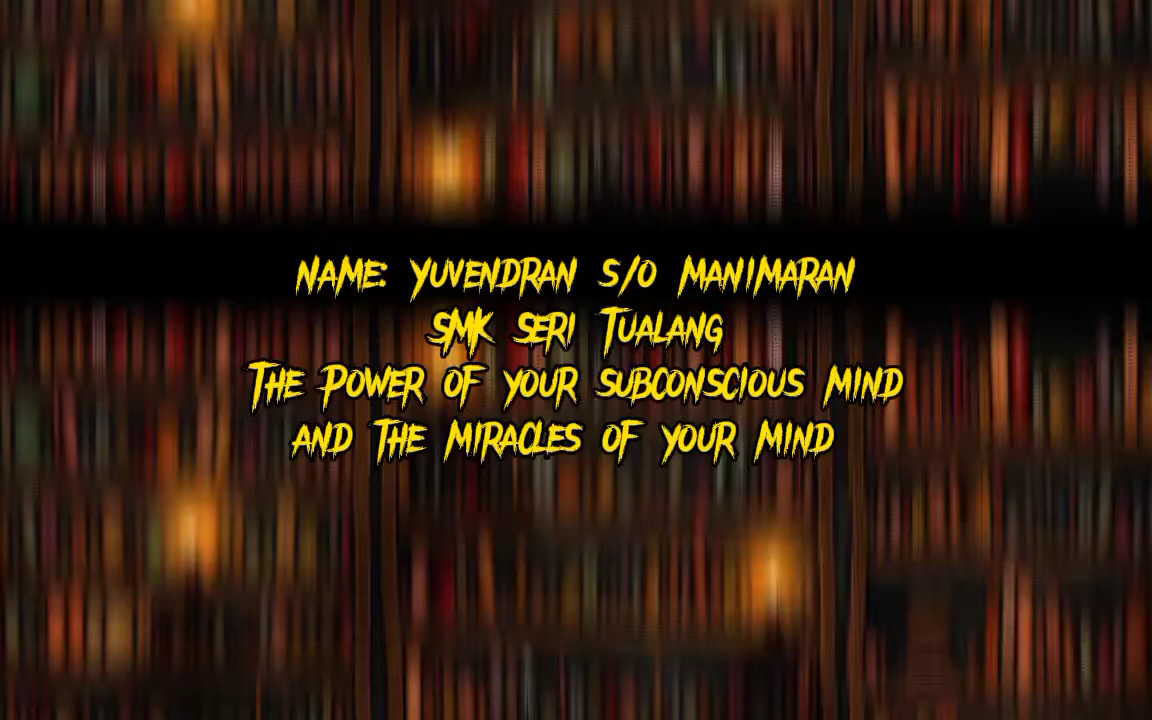 Name: Yuvendran s/o Manimaran
SMK Seri Tualang
The Power of your subconscious Mind
and The Miracles of your Mind